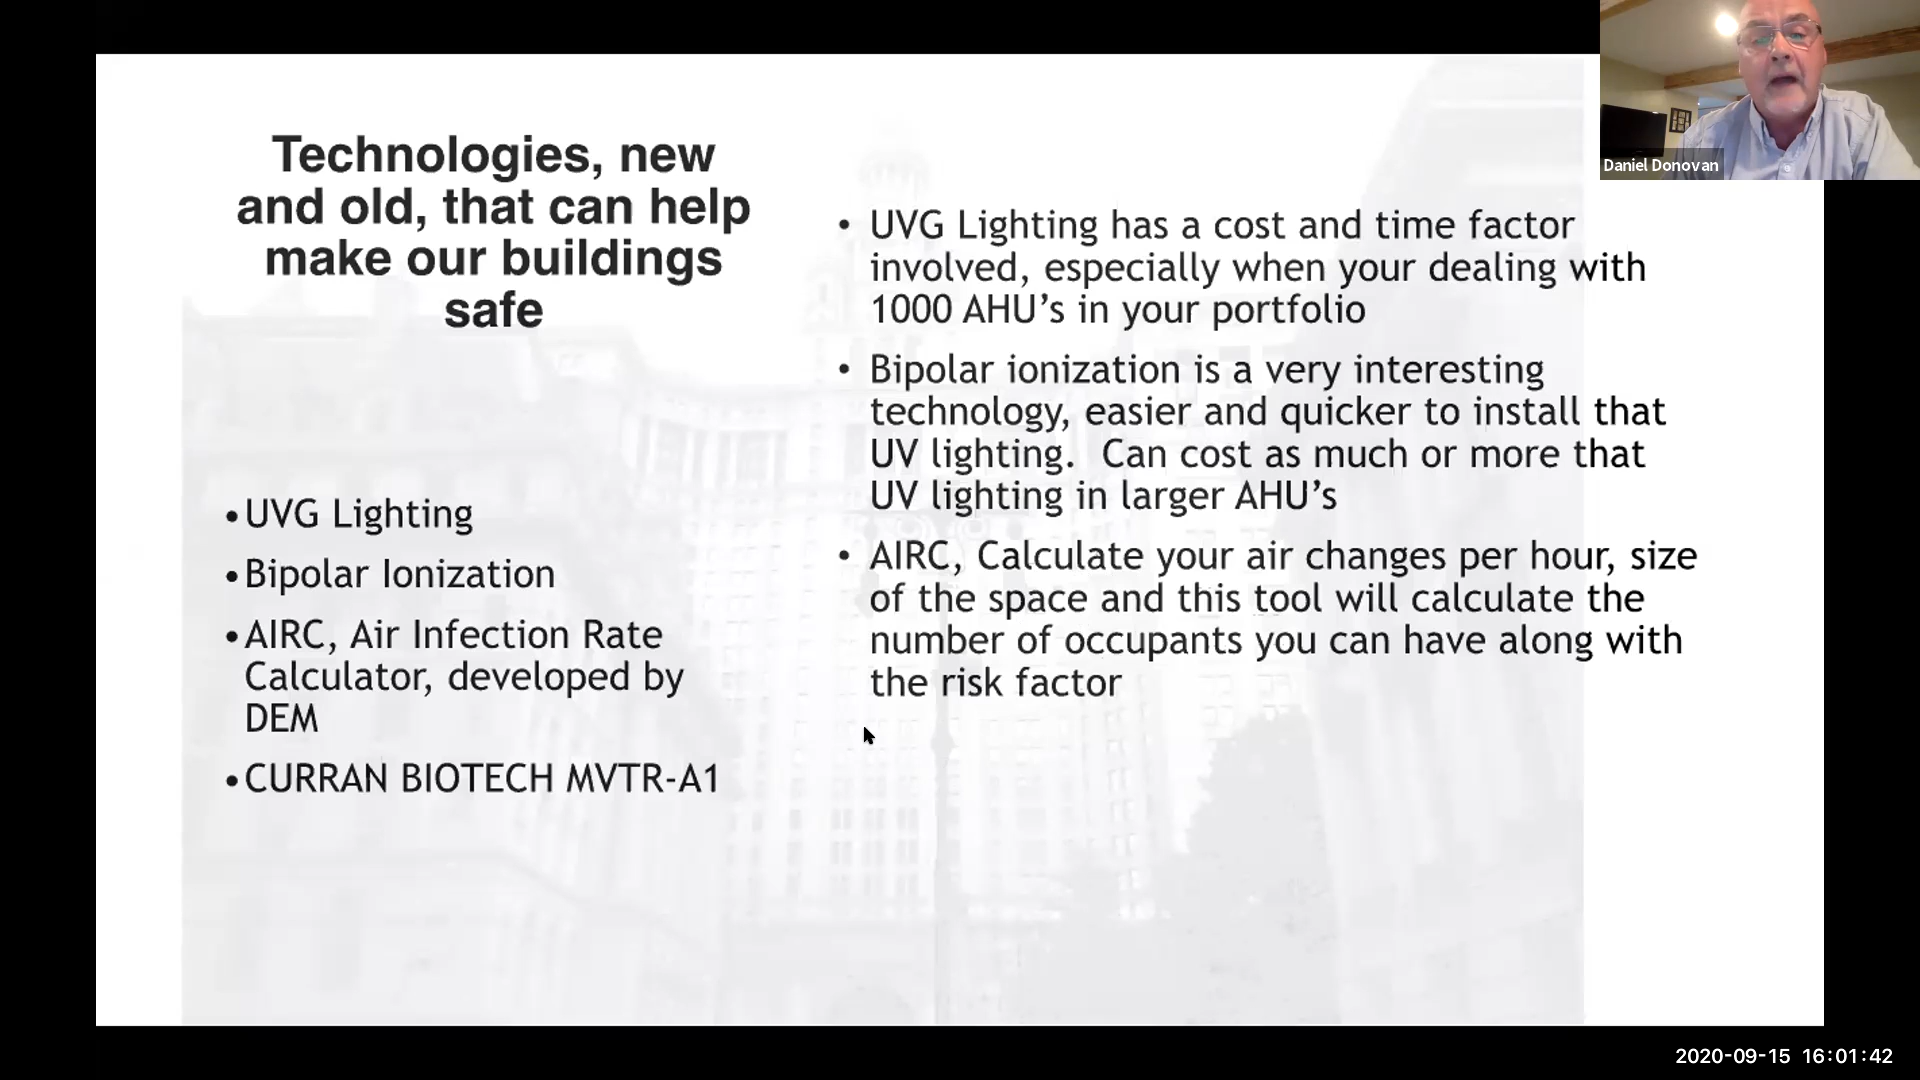 Technologies, new
and old, that can help
make our buildings
safe
•UVG Lighting
•Bipolar Ionization
•AIRC, Air Infection Rate
Calculator, developed by
DEM
•CURRAN BIOTECH MVTR-A1
• UVG Lighting has a cost and time factor
involved, especially when your dealing with
1000 AHU's in your portfolio
• Bipolar ionization is a very interesting
technology, easier and quicker to install that
UV lighting.  Can cost as much or more that
UV lighting in larger AHU's
• AIRC, Calculate your air changes per hour, size
of the space and this tool will calculate the
number of occupants you can have along with
the risk factor
Daniel Donovan
2020-09-15 16:01:42